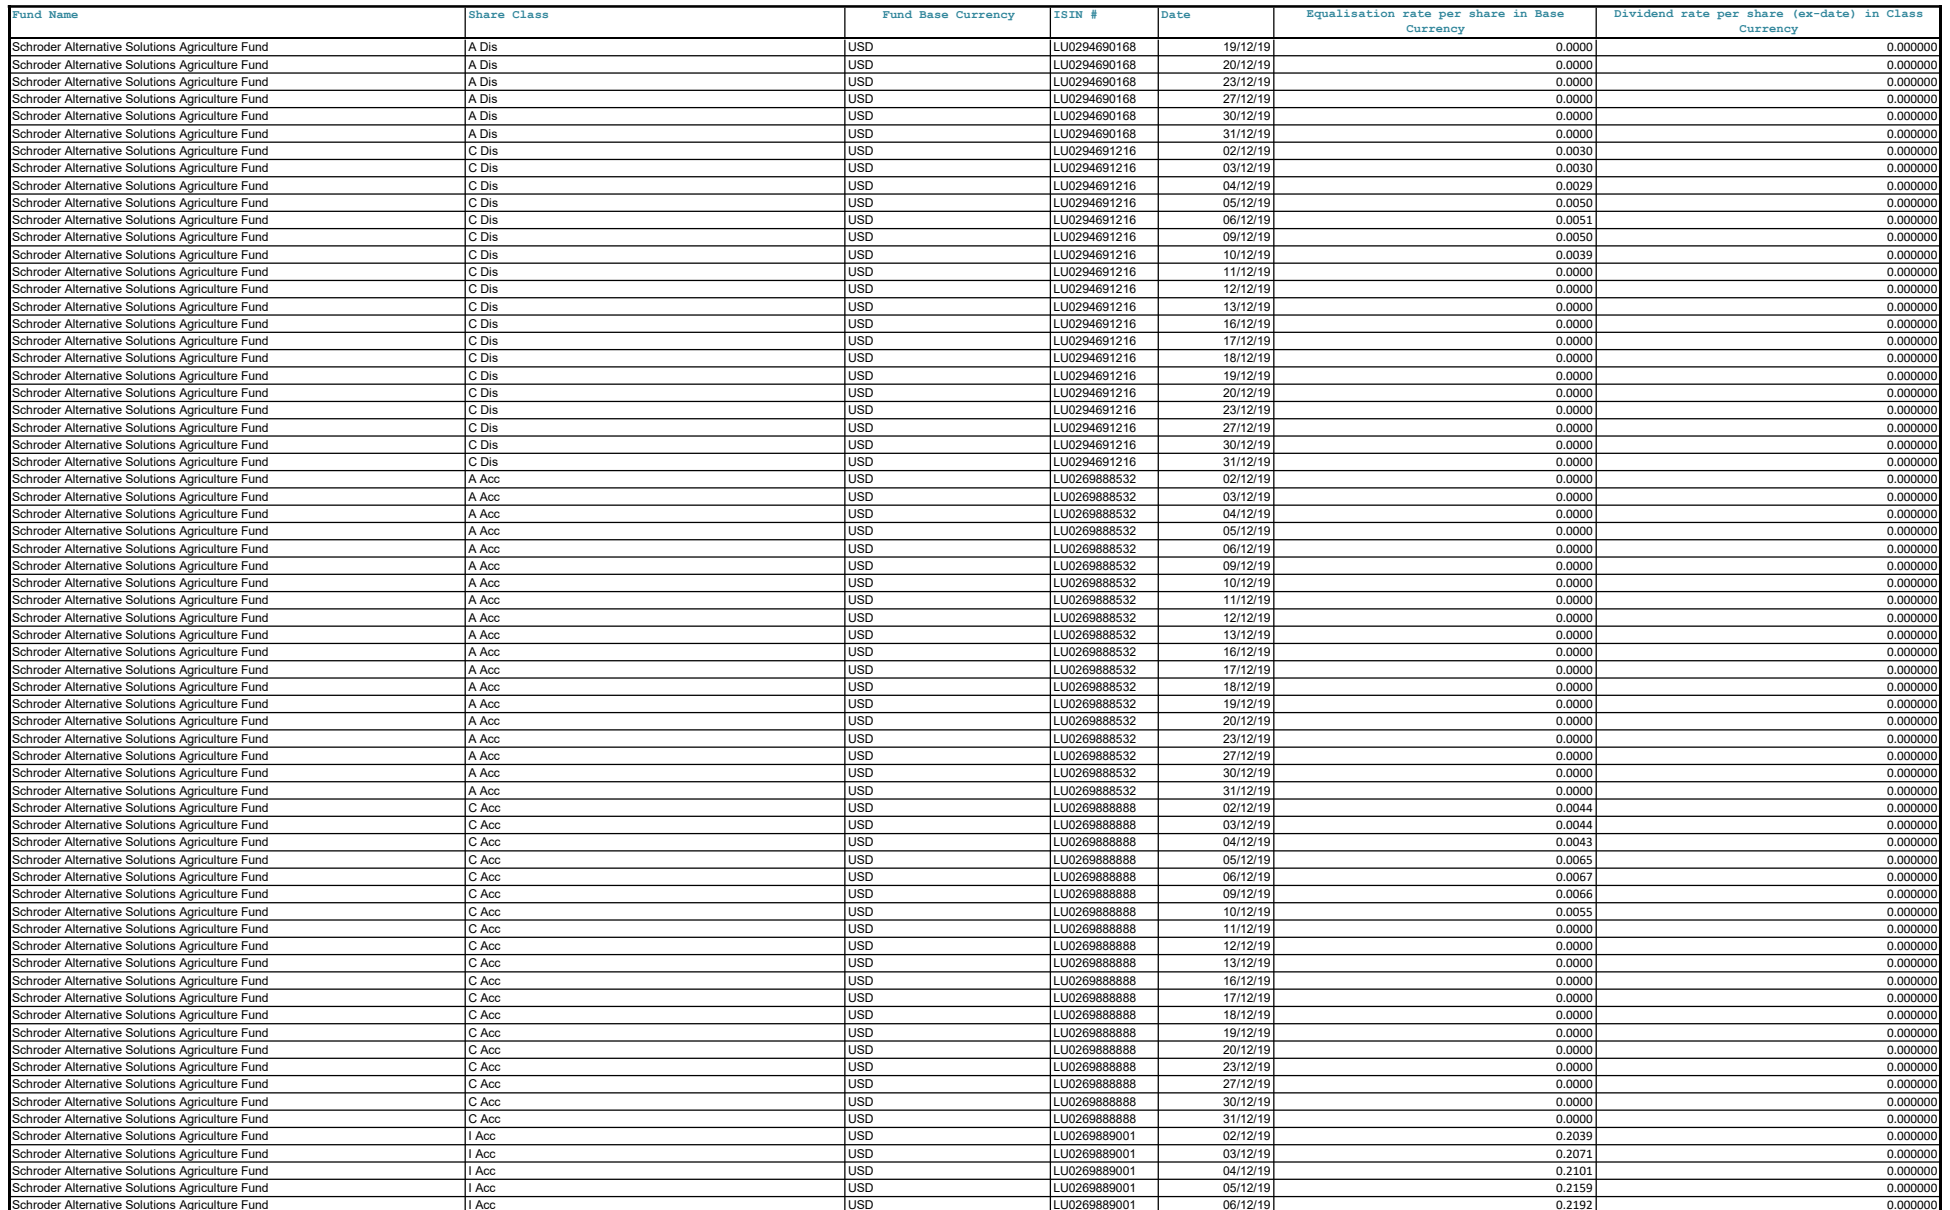 Fund Name Share Class Fund Base Currency ISIN # Date Equalisation rate per share in Base Currency Dividend rate per share (ex-date) in Class Currency
Schroder Alternative Solutions Agriculture Fund A Dis USD LU0294690168 19/12/19 0.0000 0.000000
Schroder Alternative Solutions Agriculture Fund A Dis USD LU0294690168 20/12/19 0.0000 0.000000
Schroder Alternative Solutions Agriculture Fund A Dis USD LU0294690168 23/12/19 0.0000 0.000000
Schroder Alternative Solutions Agriculture Fund A Dis USD LU0294690168 27/12/19 0.0000 0.000000
Schroder Alternative Solutions Agriculture Fund A Dis USD LU0294690168 30/12/19 0.0000 0.000000
Schroder Alternative Solutions Agriculture Fund A Dis USD LU0294690168 31/12/19 0.0000 0.000000
Schroder Alternative Solutions Agriculture Fund C Dis USD LU0294691216 02/12/19 0.0030 0.000000
Schroder Alternative Solutions Agriculture Fund C Dis USD LU0294691216 03/12/19 0.0030 0.000000
Schroder Alternative Solutions Agriculture Fund C Dis USD LU0294691216 04/12/19 0.0029 0.000000
Schroder Alternative Solutions Agriculture Fund C Dis USD LU0294691216 05/12/19 0.0050 0.000000
Schroder Alternative Solutions Agriculture Fund C Dis USD LU0294691216 06/12/19 0.0051 0.000000
Schroder Alternative Solutions Agriculture Fund C Dis USD LU0294691216 09/12/19 0.0050 0.000000
Schroder Alternative Solutions Agriculture Fund C Dis USD LU0294691216 10/12/19 0.0039 0.000000
Schroder Alternative Solutions Agriculture Fund C Dis USD LU0294691216 11/12/19 0.0000 0.000000
Schroder Alternative Solutions Agriculture Fund C Dis USD LU0294691216 12/12/19 0.0000 0.000000
Schroder Alternative Solutions Agriculture Fund C Dis USD LU0294691216 13/12/19 0.0000 0.000000
Schroder Alternative Solutions Agriculture Fund C Dis USD LU0294691216 16/12/19 0.0000 0.000000
Schroder Alternative Solutions Agriculture Fund C Dis USD LU0294691216 17/12/19 0.0000 0.000000
Schroder Alternative Solutions Agriculture Fund C Dis USD LU0294691216 18/12/19 0.0000 0.000000
Schroder Alternative Solutions Agriculture Fund C Dis USD LU0294691216 19/12/19 0.0000 0.000000
Schroder Alternative Solutions Agriculture Fund C Dis USD LU0294691216 20/12/19 0.0000 0.000000
Schroder Alternative Solutions Agriculture Fund C Dis USD LU0294691216 23/12/19 0.0000 0.000000
Schroder Alternative Solutions Agriculture Fund C Dis USD LU0294691216 27/12/19 0.0000 0.000000
Schroder Alternative Solutions Agriculture Fund C Dis USD LU0294691216 30/12/19 0.0000 0.000000
Schroder Alternative Solutions Agriculture Fund C Dis USD LU0294691216 31/12/19 0.0000 0.000000
Schroder Alternative Solutions Agriculture Fund A Acc USD LU0269888532 02/12/19 0.0000 0.000000
Schroder Alternative Solutions Agriculture Fund A Acc USD LU0269888532 03/12/19 0.0000 0.000000
Schroder Alternative Solutions Agriculture Fund A Acc USD LU0269888532 04/12/19 0.0000 0.000000
Schroder Alternative Solutions Agriculture Fund A Acc USD LU0269888532 05/12/19 0.0000 0.000000
Schroder Alternative Solutions Agriculture Fund A Acc USD LU0269888532 06/12/19 0.0000 0.000000
Schroder Alternative Solutions Agriculture Fund A Acc USD LU0269888532 09/12/19 0.0000 0.000000
Schroder Alternative Solutions Agriculture Fund A Acc USD LU0269888532 10/12/19 0.0000 0.000000
Schroder Alternative Solutions Agriculture Fund A Acc USD LU0269888532 11/12/19 0.0000 0.000000
Schroder Alternative Solutions Agriculture Fund A Acc USD LU0269888532 12/12/19 0.0000 0.000000
Schroder Alternative Solutions Agriculture Fund A Acc USD LU0269888532 13/12/19 0.0000 0.000000
Schroder Alternative Solutions Agriculture Fund A Acc USD LU0269888532 16/12/19 0.0000 0.000000
Schroder Alternative Solutions Agriculture Fund A Acc USD LU0269888532 17/12/19 0.0000 0.000000
Schroder Alternative Solutions Agriculture Fund A Acc USD LU0269888532 18/12/19 0.0000 0.000000
Schroder Alternative Solutions Agriculture Fund A Acc USD LU0269888532 19/12/19 0.0000 0.000000
Schroder Alternative Solutions Agriculture Fund A Acc USD LU0269888532 20/12/19 0.0000 0.000000
Schroder Alternative Solutions Agriculture Fund A Acc USD LU0269888532 23/12/19 0.0000 0.000000
Schroder Alternative Solutions Agriculture Fund A Acc USD LU0269888532 27/12/19 0.0000 0.000000
Schroder Alternative Solutions Agriculture Fund A Acc USD LU0269888532 30/12/19 0.0000 0.000000
Schroder Alternative Solutions Agriculture Fund A Acc USD LU0269888532 31/12/19 0.0000 0.000000
Schroder Alternative Solutions Agriculture Fund C Acc USD LU0269888888 02/12/19 0.0044 0.000000
Schroder Alternative Solutions Agriculture Fund C Acc USD LU0269888888 03/12/19 0.0044 0.000000
Schroder Alternative Solutions Agriculture Fund C Acc USD LU0269888888 04/12/19 0.0043 0.000000
Schroder Alternative Solutions Agriculture Fund C Acc USD LU0269888888 05/12/19 0.0065 0.000000
Schroder Alternative Solutions Agriculture Fund C Acc USD LU0269888888 06/12/19 0.0067 0.000000
Schroder Alternative Solutions Agriculture Fund C Acc USD LU0269888888 09/12/19 0.0066 0.000000
Schroder Alternative Solutions Agriculture Fund C Acc USD LU0269888888 10/12/19 0.0055 0.000000
Schroder Alternative Solutions Agriculture Fund C Acc USD LU0269888888 11/12/19 0.0000 0.000000
Schroder Alternative Solutions Agriculture Fund C Acc USD LU0269888888 12/12/19 0.0000 0.000000
Schroder Alternative Solutions Agriculture Fund C Acc USD LU0269888888 13/12/19 0.0000 0.000000
Schroder Alternative Solutions Agriculture Fund C Acc USD LU0269888888 16/12/19 0.0000 0.000000
Schroder Alternative Solutions Agriculture Fund C Acc USD LU0269888888 17/12/19 0.0000 0.000000
Schroder Alternative Solutions Agriculture Fund C Acc USD LU0269888888 18/12/19 0.0000 0.000000
Schroder Alternative Solutions Agriculture Fund C Acc USD LU0269888888 19/12/19 0.0000 0.000000
Schroder Alternative Solutions Agriculture Fund C Acc USD LU0269888888 20/12/19 0.0000 0.000000
Schroder Alternative Solutions Agriculture Fund C Acc USD LU0269888888 23/12/19 0.0000 0.000000
Schroder Alternative Solutions Agriculture Fund C Acc USD LU0269888888 27/12/19 0.0000 0.000000
Schroder Alternative Solutions Agriculture Fund C Acc USD LU0269888888 30/12/19 0.0000 0.000000
Schroder Alternative Solutions Agriculture Fund C Acc USD LU0269888888 31/12/19 0.0000 0.000000
Schroder Alternative Solutions Agriculture Fund I Acc USD LU0269889001 02/12/19 0.2039 0.000000
Schroder Alternative Solutions Agriculture Fund I Acc USD LU0269889001 03/12/19 0.2071 0.000000
Schroder Alternative Solutions Agriculture Fund I Acc USD LU0269889001 04/12/19 0.2101 0.000000
Schroder Alternative Solutions Agriculture Fund I Acc USD LU0269889001 05/12/19 0.2159 0.000000
Schroder Alternative Solutions Agriculture Fund I Acc USD LU0269889001 06/12/19 0.2192 0.000000